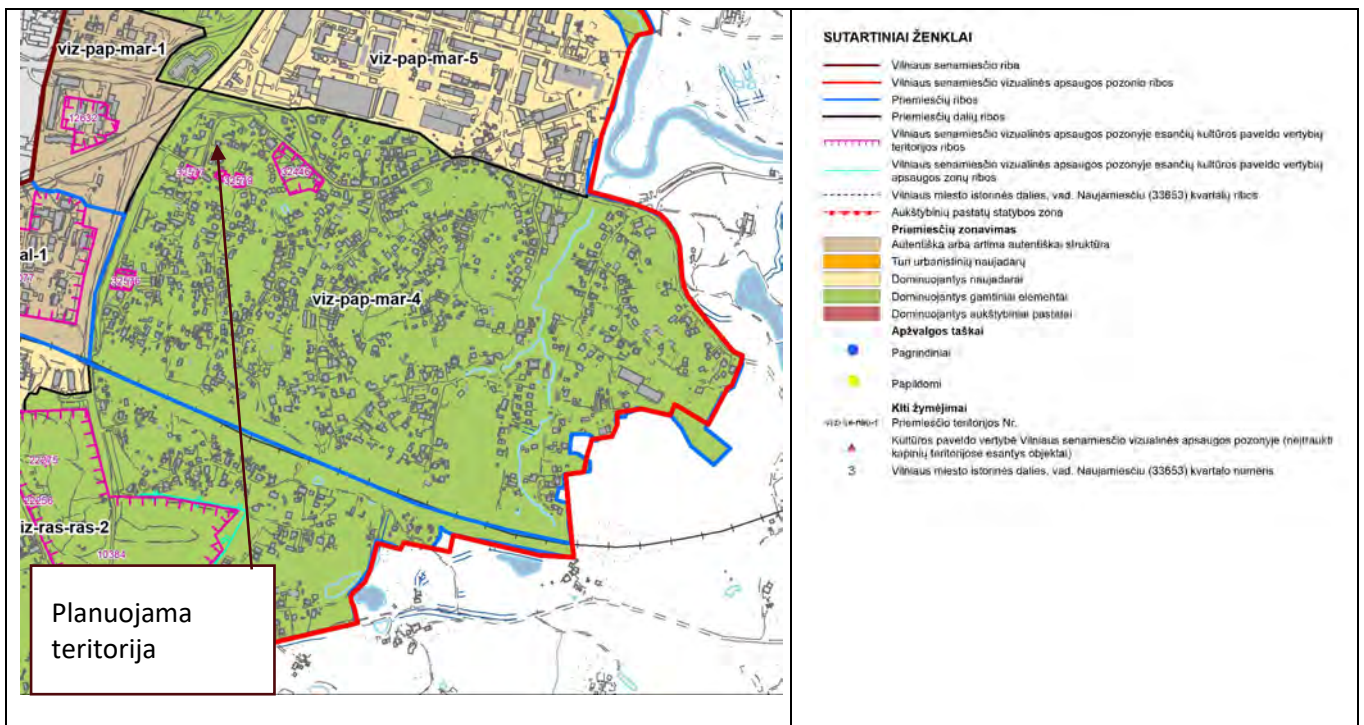 viz-pap-mar-1
viz-pap-mar-5
12632
32446
al-1
viz-pap-mar-4
iz-ras-ras-2
10384
Planuojama
teritorija
SUTARTINIAI ŽENKLAI
Vilniaus senamiesčio riba
Vilniaus senamiesčio vizualinės apsaugos pozonio ribos
Priemiesčių ribos
Priemiesčių dalių ribos
Vilniaus senamiesčio vizualinės apsaugos pozonyje esančių kultūros paveldo vertybių
teritorijos ribos
Vilniaus senamiesčio vizualinės apsaugos pozonyje esančių kultūros paveldo vertybių
apsaugos zonų ribos
Vilniaus miesto istorinės dalies, vad. Naujamiesčiu (33653) kvartalų ribos
Aukštybinių pastatų statybos zona
Priemiesčių zonavimas
Autentiška arba artima autentiškai struktūra
Turi urbanistinių naujadarų
Dominuojantys naujadarai
Dominuojantys gamtiniai elementai
Dominuojantys aukštybiniai pastatai
Apžvalgos taškai
Pagrindiniai
Papildomi
Kiti žymėjimai
Priemiesčio teritorijos Nr.
Kultūros paveldo vertybė Vilniaus senamiesčio vizualinės apsaugos pozonyje (neįtraukti
kapinių teritorijose esantys objektai)
3 Vilniaus miesto istorinės dalies, vad. Naujamiesčiu (33653) kvartalo numeris